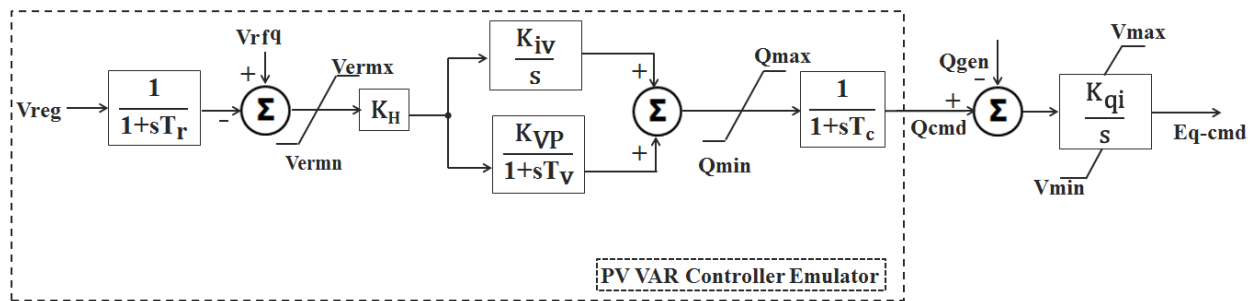 Vreg
1
1+sTr
-
Vrfq
+
Σ
Vermx
Vermn
KH
Kiv
s
KVP
1+sTv
+
+
Σ
Qmax
Qmin
1
1+sTc
+
Qcmd
Qgen
-
Σ
Vmax
Kqi
s
Vmin
Eq-cmd
PV VAR Controller Emulator